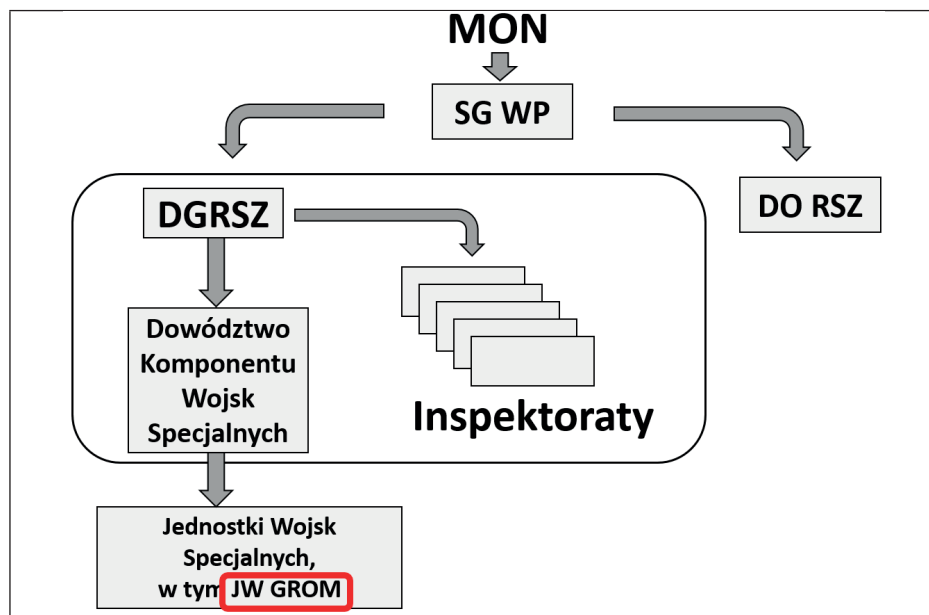 MON
SG WP
DGRSZ
DO RSZ
Dowództwo
Komponentu
Wojsk
Specjalnych
Inspektoraty
Jednostki Wojsk
Specjalnych,
w tym JW GROM